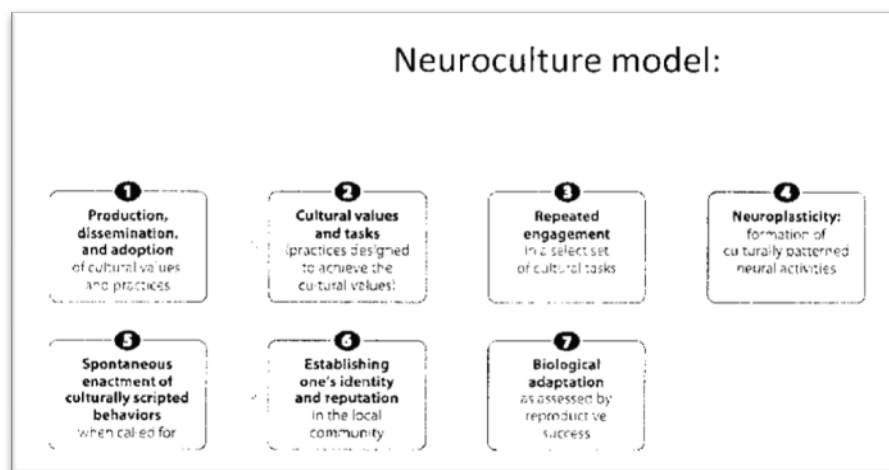 Neuroculture model:
1
Production,
dissemination,
and adoption
of cultural values
and practices
2
Cultural values
and tasks
(practices designed
to achieve the
cultural values)
3
Repeated
engagement
in a select set
of cultural tasks
4
Neuroplasticity:
formation of
culturally patterned
neural activities
5
Spontaneous
enactment of
culturally scripted
behaviors
when called for
6
Establishing
one's identity
and reputation
in the local
community
7
Biological
adaptation
as assessed by
reproductive
success